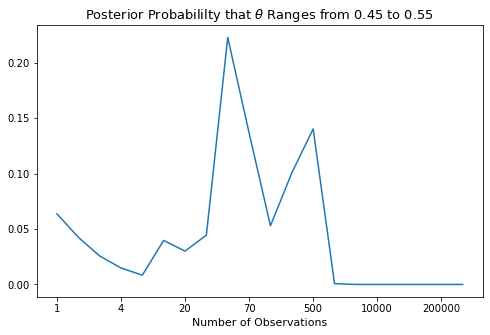 Posterior Probabililty that θ Ranges from 0.45 to 0.55
0.20
0.15
0.10
0.05
0.00
1 4 20 70 500 10000 200000
Number of Observations